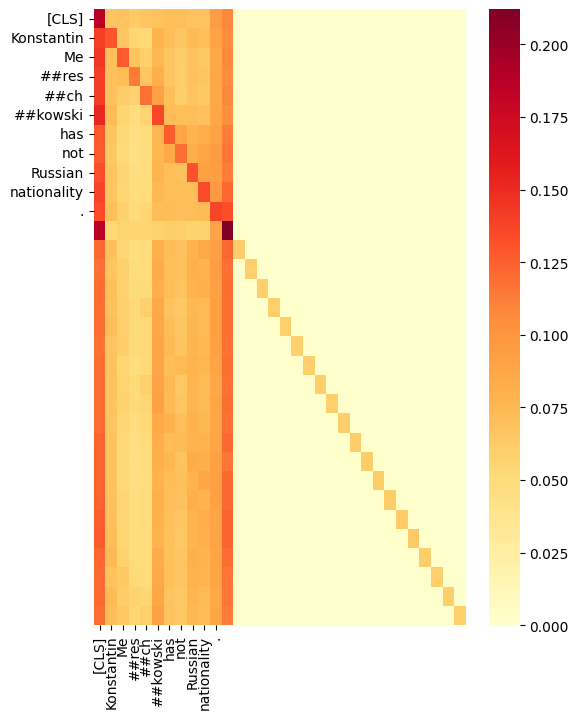 [CLS]
Konstantin
Me
##res
##ch
##kowski
has
not
Russian
nationality
.
[CLS]
Konstantin
Me
##res
##ch
##kowski
has
not
Russian
nationality
.
0.200
0.175
0.150
0.125
0.100
0.075
0.050
0.025
0.000